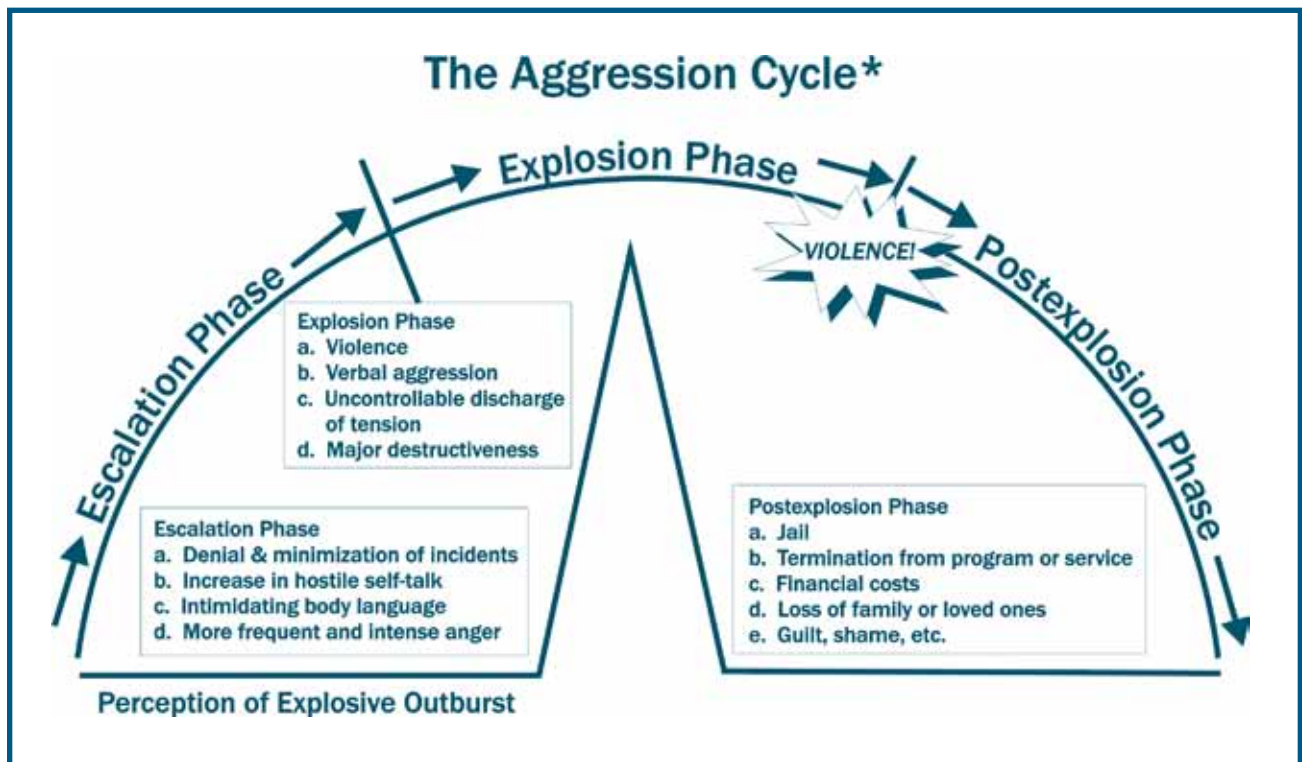 The Aggression Cycle*
Escalation Phase
Explosion Phase
VIOLENCE!
Postexplosion Phase
Explosion Phase
a. Violence
b. Verbal aggression
c. Uncontrollable discharge
of tension
d. Major destructiveness
Escalation Phase
a. Denial & minimization of incidents
b. Increase in hostile self-talk
c. Intimidating body language
d. More frequent and intense anger
Postexplosion Phase
a. Jail
b. Termination from program or service
c. Financial costs
d. Loss of family or loved ones
e. Guilt, shame, etc.
Perception of Explosive Outburst